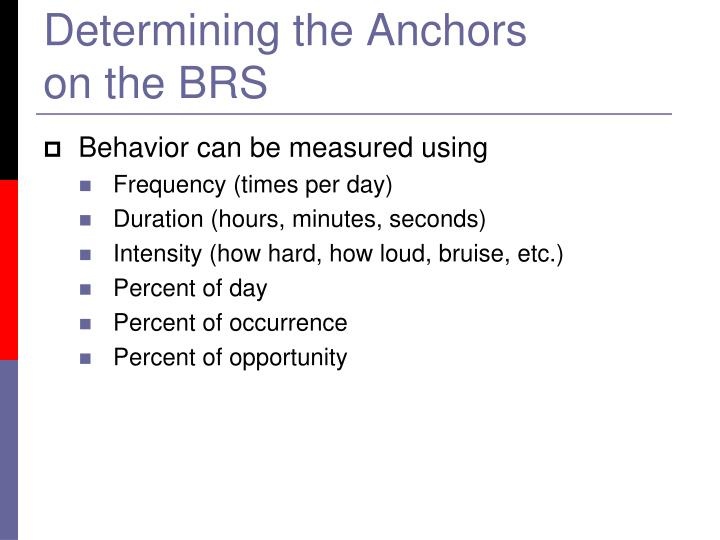 Determining the Anchors
on the BRS
Behavior can be measured using
Frequency (times per day)
Duration (hours, minutes, seconds)
Intensity (how hard, how loud, bruise, etc.)
Percent of day
Percent of occurrence
Percent of opportunity